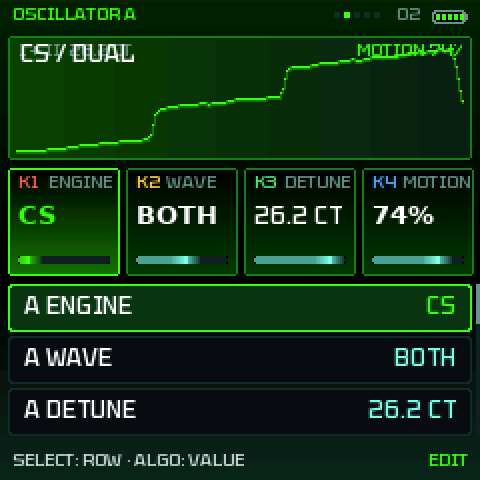 OSCILLATOR A 02
CS / DUAL MOTION 74%
K1 ENGINE K2 WAVE K3 DETUNE K4 MOTION
CS BOTH 26.2 CT 74%
A ENGINE CS
A WAVE BOTH
A DETUNE 26.2 CT
SELECT: ROW · ALGO: VALUE EDIT